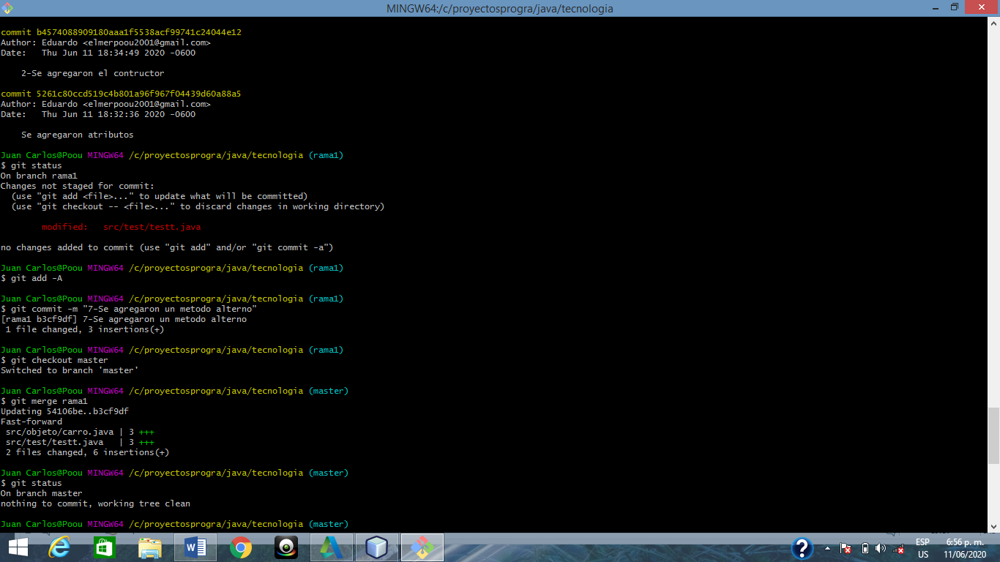 MINGW64:/c/proyectosprogra/java/tecnologia
commit b4574088909180aaa1f5538acf99741c24044e12
Author: Eduardo <elmerpoou2001@gmail.com>
Date:   Thu Jun 11 18:34:49 2020 -0600
    2-Se agregaron el contructor
commit 5261c80ccd519c4b801a96f967f04439d60a88a5
Author: Eduardo <elmerpoou2001@gmail.com>
Date:   Thu Jun 11 18:32:36 2020 -0600
    Se agregaron atributos
Juan Carlos@Poou MINGW64 /c/proyectosprogra/java/tecnologia (rama1)
$ git status
On branch rama1
Changes not staged for commit:
  (use "git add <file>..." to update what will be committed)
  (use "git checkout -- <file>..." to discard changes in working directory)
        modified:   src/test/testt.java
no changes added to commit (use "git add" and/or "git commit -a")
Juan Carlos@Poou MINGW64 /c/proyectosprogra/java/tecnologia (rama1)
$ git add -A
Juan Carlos@Poou MINGW64 /c/proyectosprogra/java/tecnologia (rama1)
$ git commit -m "7-Se agregaron un metodo alterno"
[rama1 b3cf9df] 7-Se agregaron un metodo alterno
 1 file changed, 3 insertions(+)
Juan Carlos@Poou MINGW64 /c/proyectosprogra/java/tecnologia (rama1)
$ git checkout master
Switched to branch 'master'
Juan Carlos@Poou MINGW64 /c/proyectosprogra/java/tecnologia (master)
$ git merge rama1
Updating 54106be..b3cf9df
Fast-forward
 src/objeto/carro.java | 3 +++
 src/test/testt.java   | 3 +++
 2 files changed, 6 insertions(+)
Juan Carlos@Poou MINGW64 /c/proyectosprogra/java/tecnologia (master)
$ git status
On branch master
nothing to commit, working tree clean
Juan Carlos@Poou MINGW64 /c/proyectosprogra/java/tecnologia (master)
ESP 6:56 p. m.
US 11/06/2020